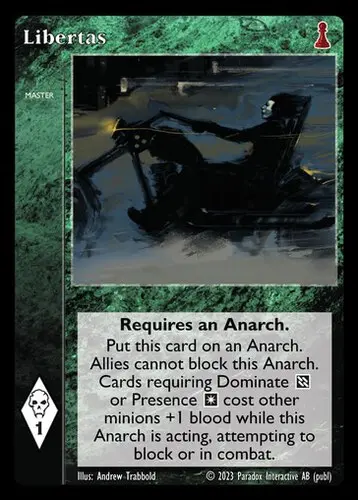 Libertas
MASTER
Requires an Anarch.
Put this card on an Anarch.
Allies cannot block this Anarch.
Cards requiring Dominate
or Presence cost other
minions +1 blood while this
Anarch is acting, attempting to
block or in combat.
1
Illus: Andrew Trabbold © 2023 Paradox Interactive AB (publ)